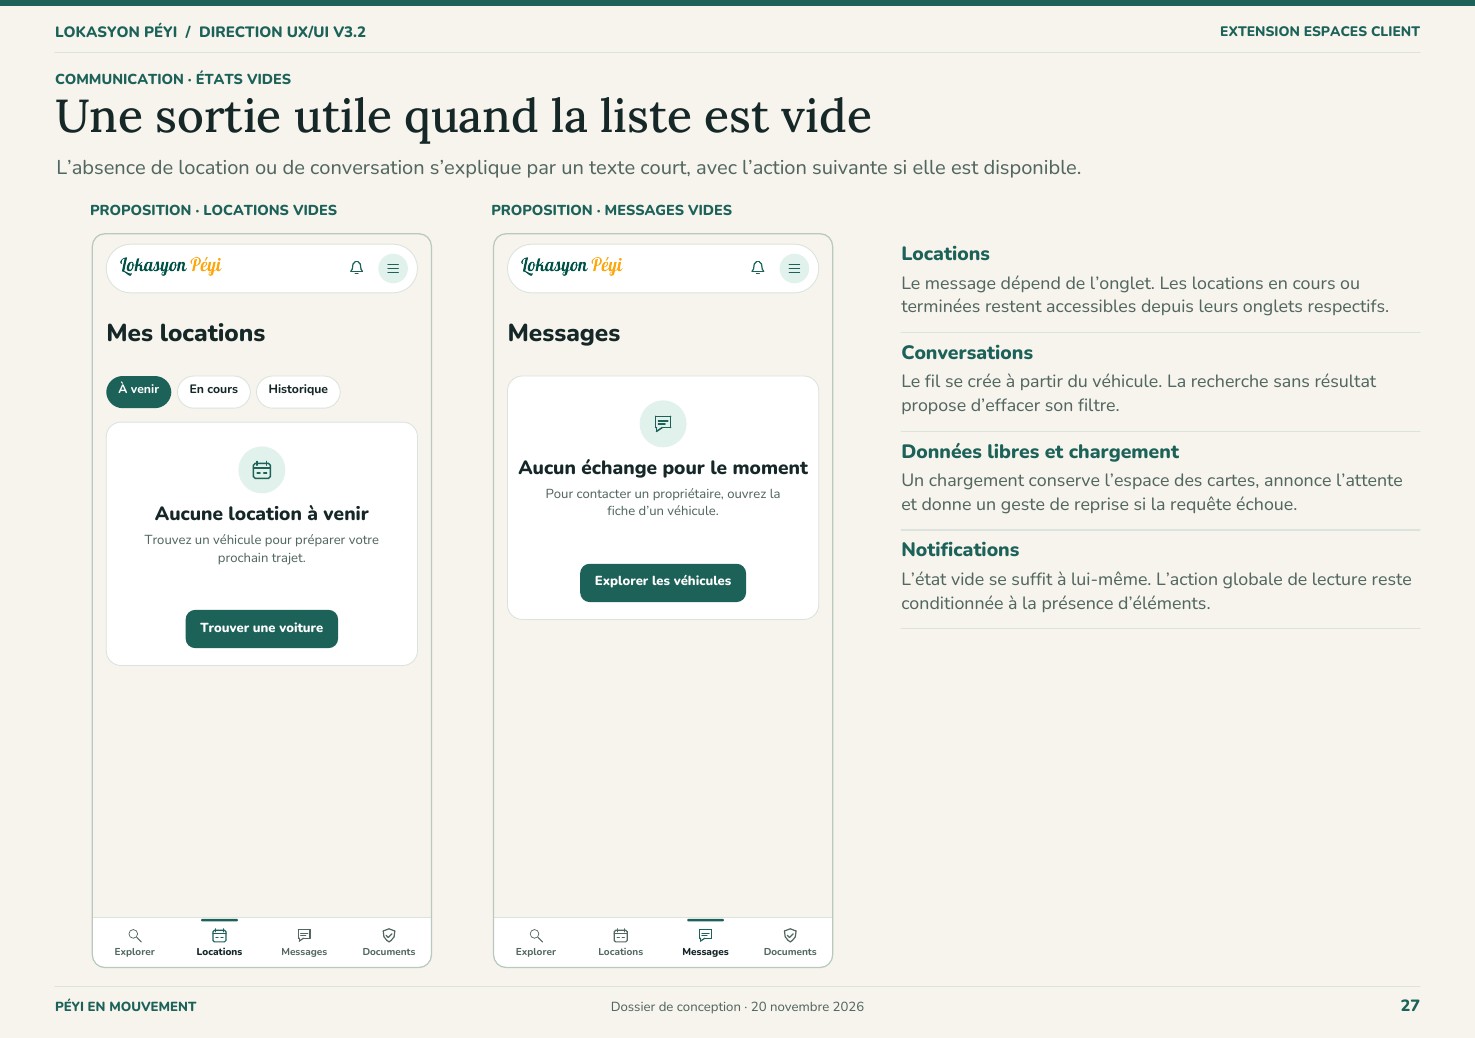 LOKASYON PÉYI / DIRECTION UX/UI V3.2
EXTENSION ESPACES CLIENT
COMMUNICATION · ÉTATS VIDES
Une sortie utile quand la liste est vide
L’absence de location ou de conversation s’explique par un texte court, avec l’action suivante si elle est disponible.
PROPOSITION · LOCATIONS VIDES
Lokasyon Péyi
Mes locations
À venir
En cours
Historique
Aucune location à venir
Trouvez un véhicule pour préparer votre
prochain trajet.
Trouver une voiture
Explorer
Locations
Messages
Documents
PROPOSITION · MESSAGES VIDES
Lokasyon Péyi
Messages
Aucun échange pour le moment
Pour contacter un propriétaire, ouvrez la
fiche d’un véhicule.
Explorer les véhicules
Explorer
Locations
Messages
Documents
Locations
Le message dépend de l’onglet. Les locations en cours ou
terminées restent accessibles depuis leurs onglets respectifs.
Conversations
Le fil se crée à partir du véhicule. La recherche sans résultat
propose d’effacer son filtre.
Données libres et chargement
Un chargement conserve l’espace des cartes, annonce l’attente
et donne un geste de reprise si la requête échoue.
Notifications
L’état vide se suffit à lui-même. L’action globale de lecture reste
conditionnée à la présence d’éléments.
PÉYI EN MOUVEMENT
Dossier de conception · 20 novembre 2026
27